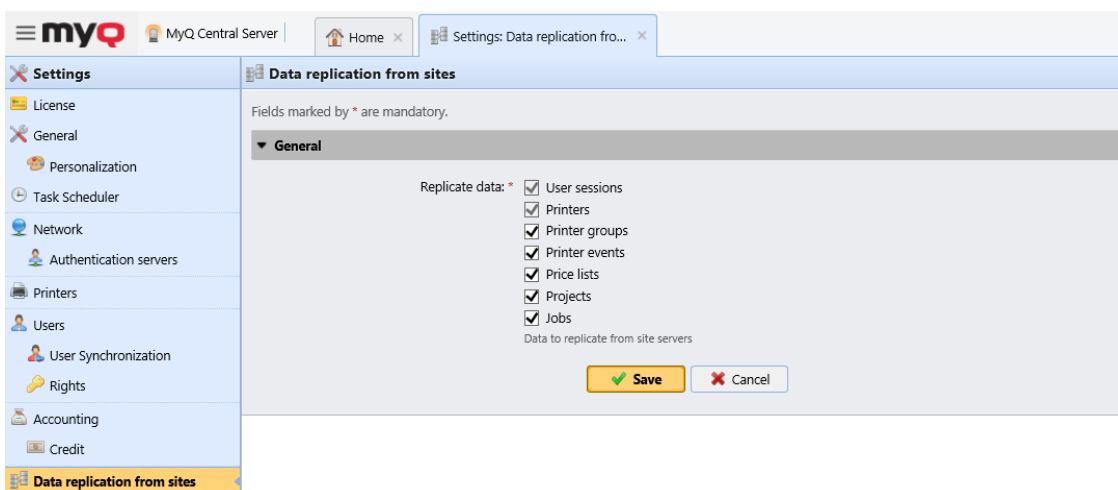 myQ MyQ Central Server Home Settings: Data replication fro...
Settings
License
General
Personalization
Task Scheduler
Network
Authentication servers
Printers
Users
User Synchronization
Rights
Accounting
Credit
Data replication from sites
Data replication from sites
Fields marked by * are mandatory.
General
Replicate data: * User sessions
Printers
Printer groups
Printer events
Price lists
Projects
Jobs
Data to replicate from site servers
Save Cancel